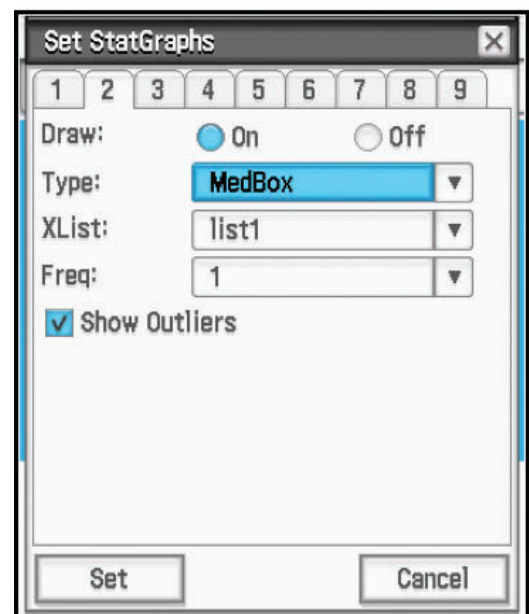 Set StatGraphs
1 2 3 4 5 6 7 8 9
Draw: On Off
Type: MedBox
XList: list1
Freq: 1
Show Outliers
Set Cancel